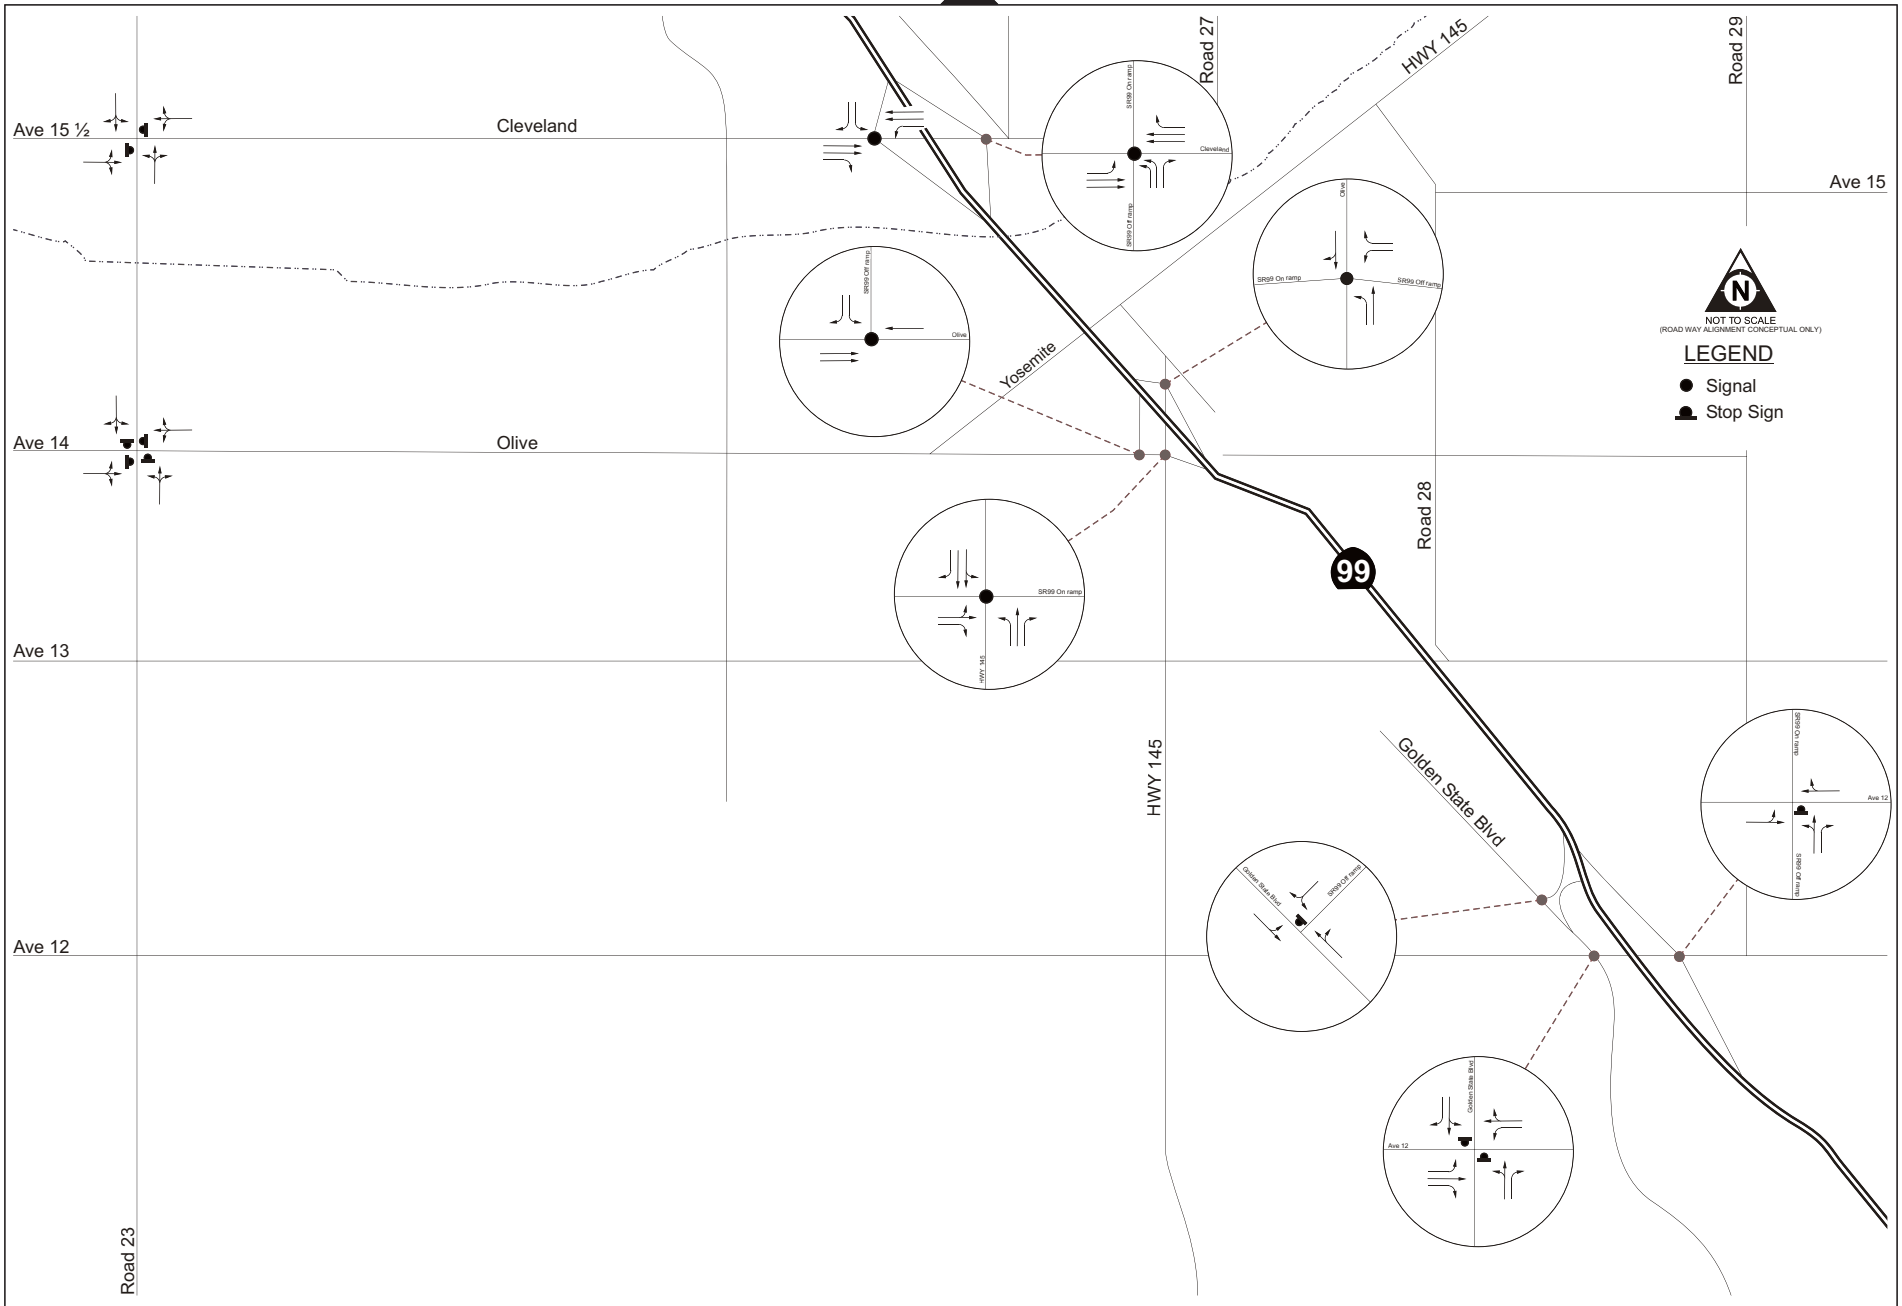 Road 27
HWY 145
Road 29
Ave 15 ½
Cleveland
SR99 On ramp
Cleveland
SR99 Off ramp
Ave 15
Olive
SR99 On ramp
SR99 Off ramp
SR99 Off ramp
Olive
N
NOT TO SCALE
(ROAD WAY ALIGNMENT CONCEPTUAL ONLY)
LEGEND
Signal
Stop Sign
Yosemite
Ave 14
Olive
Road 28
99
SR99 On ramp
HWY 145
Ave 13
HWY 145
Golden State Blvd
SR99 On ramp
Ave 12
SR99 Off ramp
Golden State Blvd
SR99 Off ramp
Ave 12
Golden State Blvd
Ave 12
Road 23